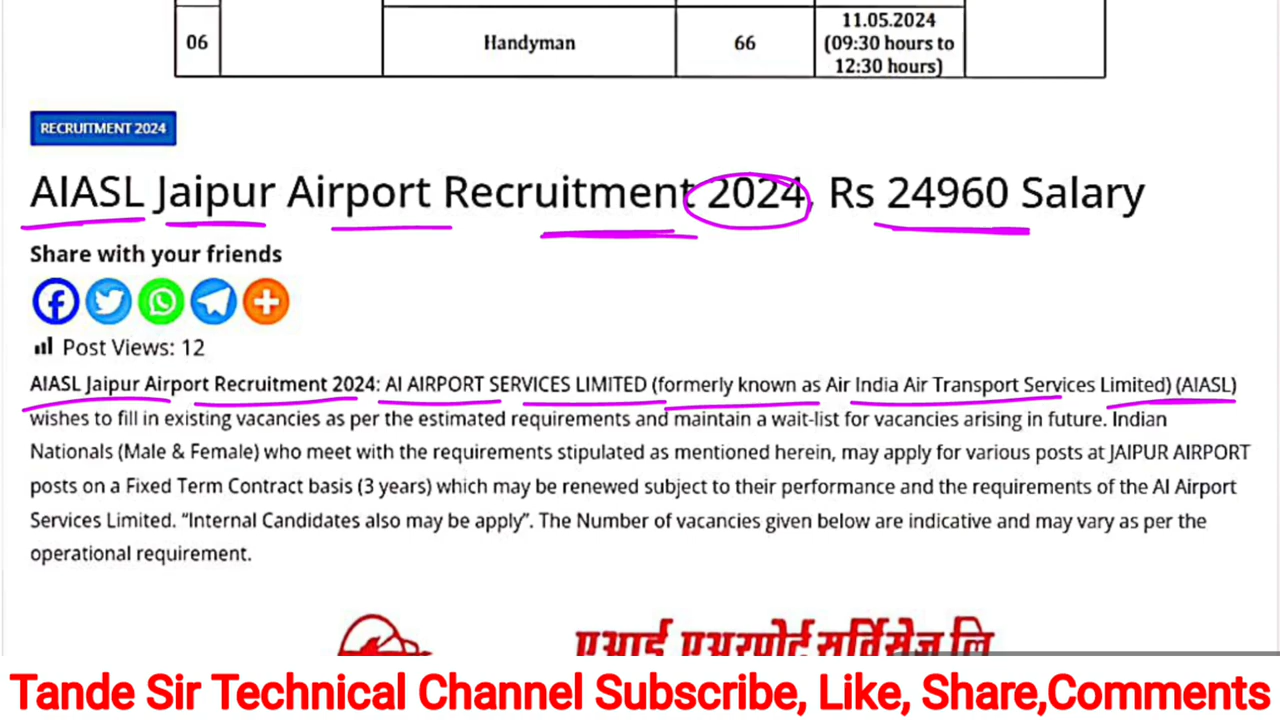 06 Handyman 66 11.05.2024
(09:30 hours to
12:30 hours)
RECRUITMENT 2024
AIASL Jaipur Airport Recruitment 2024, Rs 24960 Salary
Share with your friends
Post Views: 12
AIASL Jaipur Airport Recruitment 2024: AI AIRPORT SERVICES LIMITED (formerly known as Air India Air Transport Services Limited) (AIASL)
wishes to fill in existing vacancies as per the estimated requirements and maintain a wait-list for vacancies arising in future. Indian
Nationals (Male & Female) who meet with the requirements stipulated as mentioned herein, may apply for various posts at JAIPUR AIRPORT
posts on a Fixed Term Contract basis (3 years) which may be renewed subject to their performance and the requirements of the AI Airport
Services Limited. “Internal Candidates also may be apply”. The Number of vacancies given below are indicative and may vary as per the
operational requirement.
एआई एअरपोर्ट सर्विसेज लि
Tande Sir Technical Channel Subscribe, Like, Share,Comments